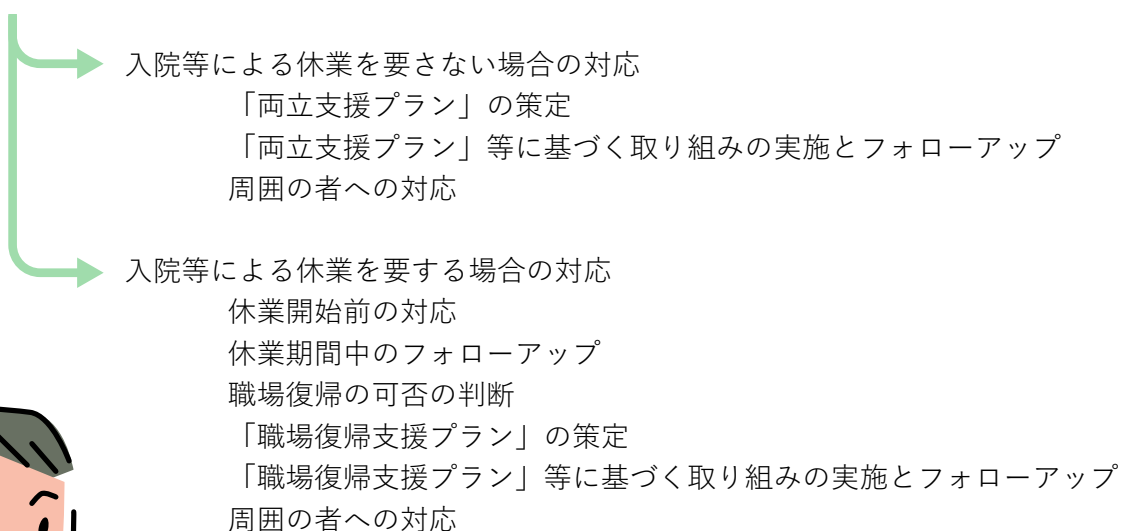 入院等による休業を要さない場合の対応
「両立支援プラン」の策定
「両立支援プラン」等に基づく取り組みの実施とフォローアップ
周囲の者への対応
入院等による休業を要する場合の対応
休業開始前の対応
休業期間中のフォローアップ
職場復帰の可否の判断
「職場復帰支援プラン」の策定
「職場復帰支援プラン」等に基づく取り組みの実施とフォローアップ
周囲の者への対応